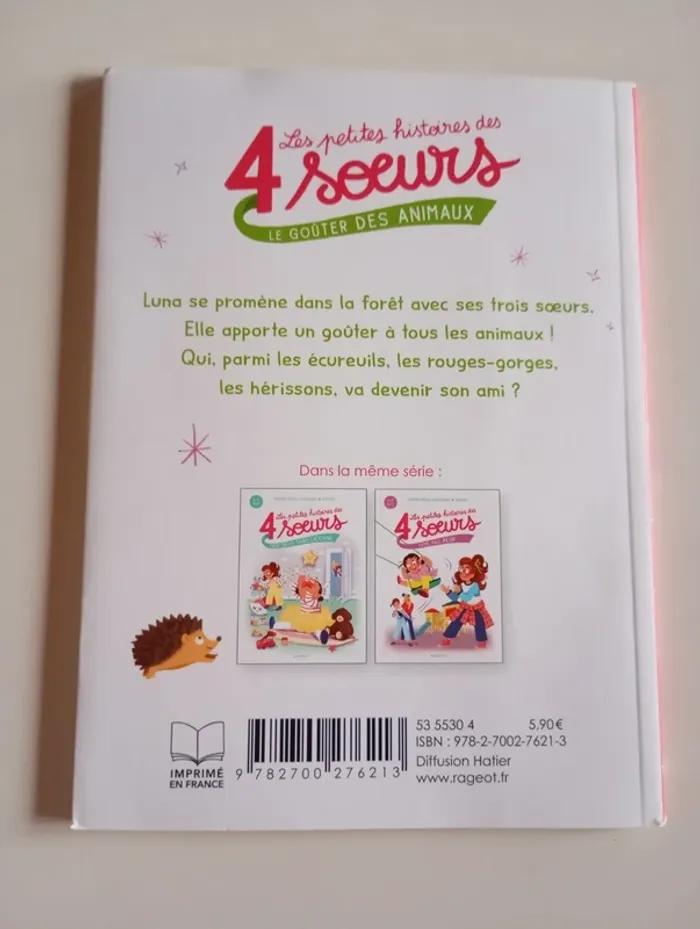 Les petites histoires des
4 sœurs
LE GOÛTER DES ANIMAUX
Luna se promène dans la forêt avec ses trois sœurs.
Elle apporte un goûter à tous les animaux !
Qui, parmi les écureuils, les rouges-gorges,
les hérissons, va devenir son ami ?
Dans la même série :
Les petites histoires des
4 sœurs
Les petites histoires des
4 sœurs
IMPRIMÉ
EN FRANCE
9 782700 276213
53 5530 4 5,90 €
ISBN : 978-2-7002-7621-3
Diffusion Hatier
www.rageot.fr